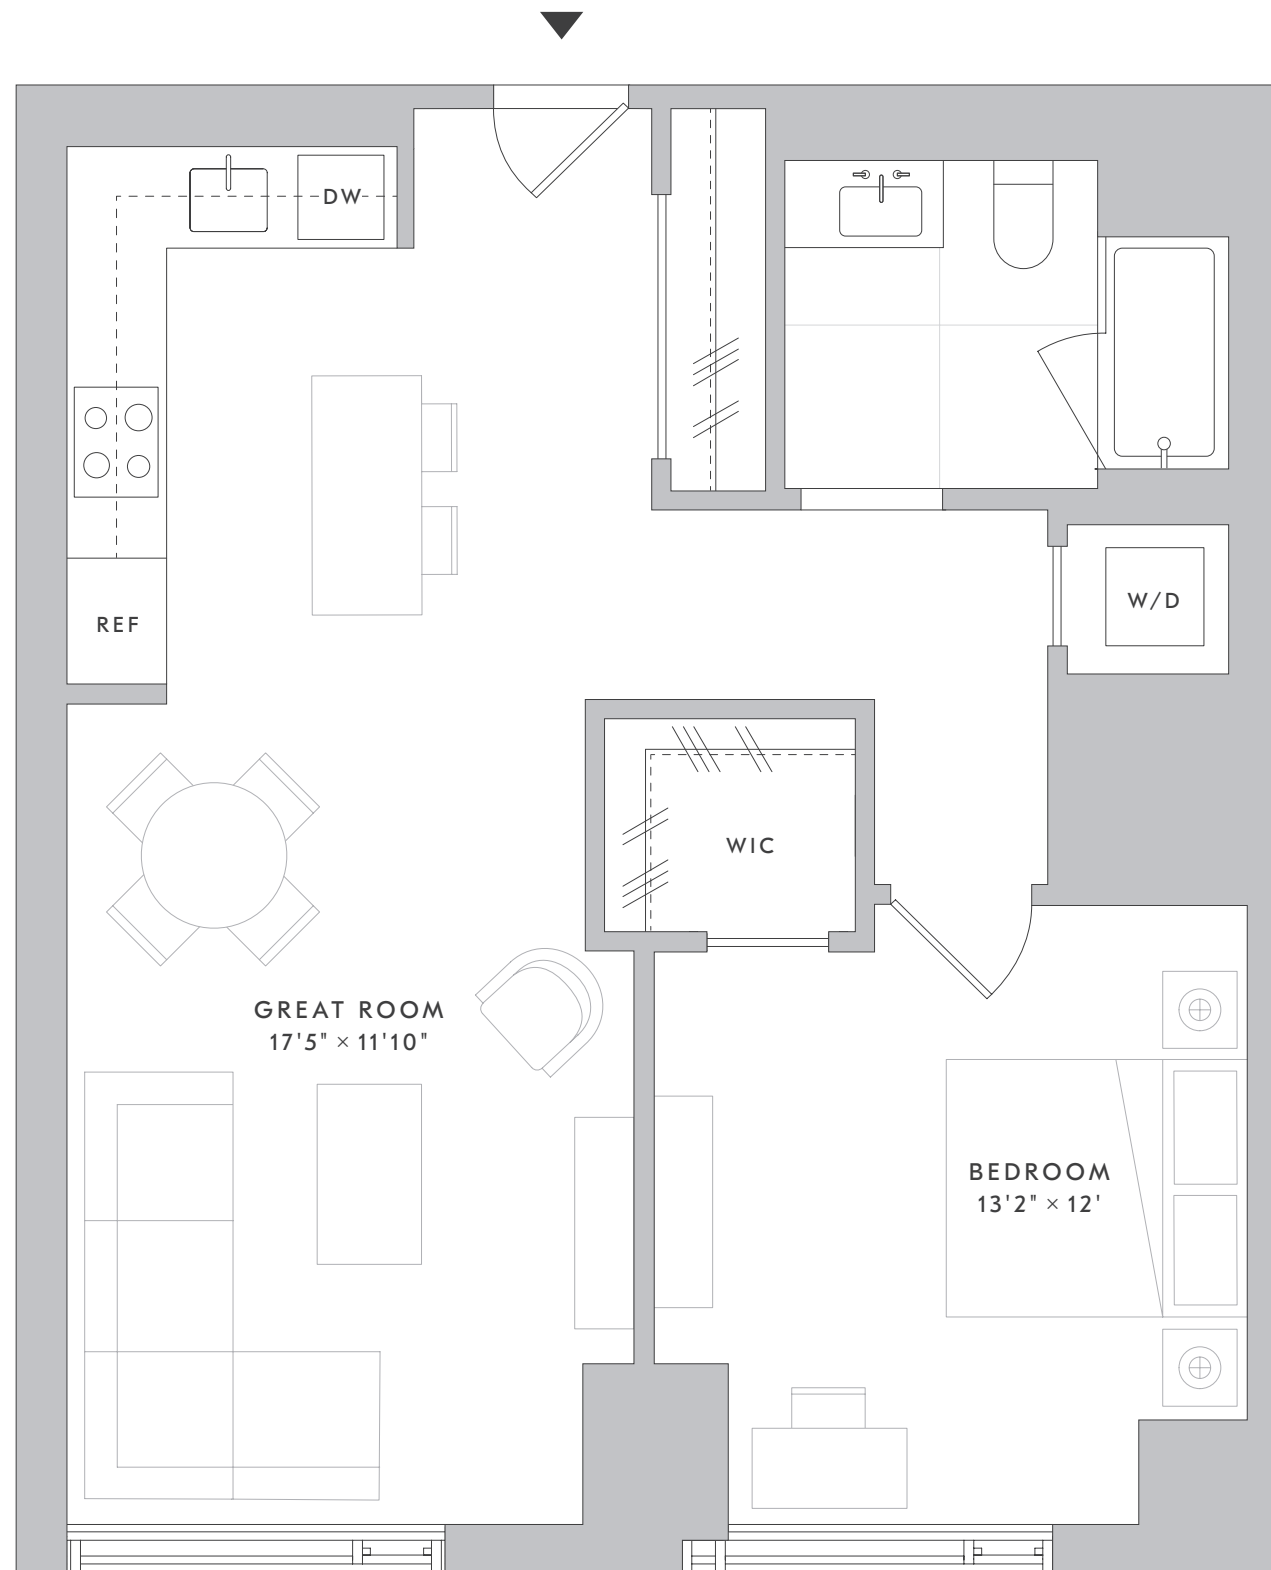 DW
REF
W/D
WIC
GREAT ROOM
17'5" × 11'10"
BEDROOM
13'2" × 12'